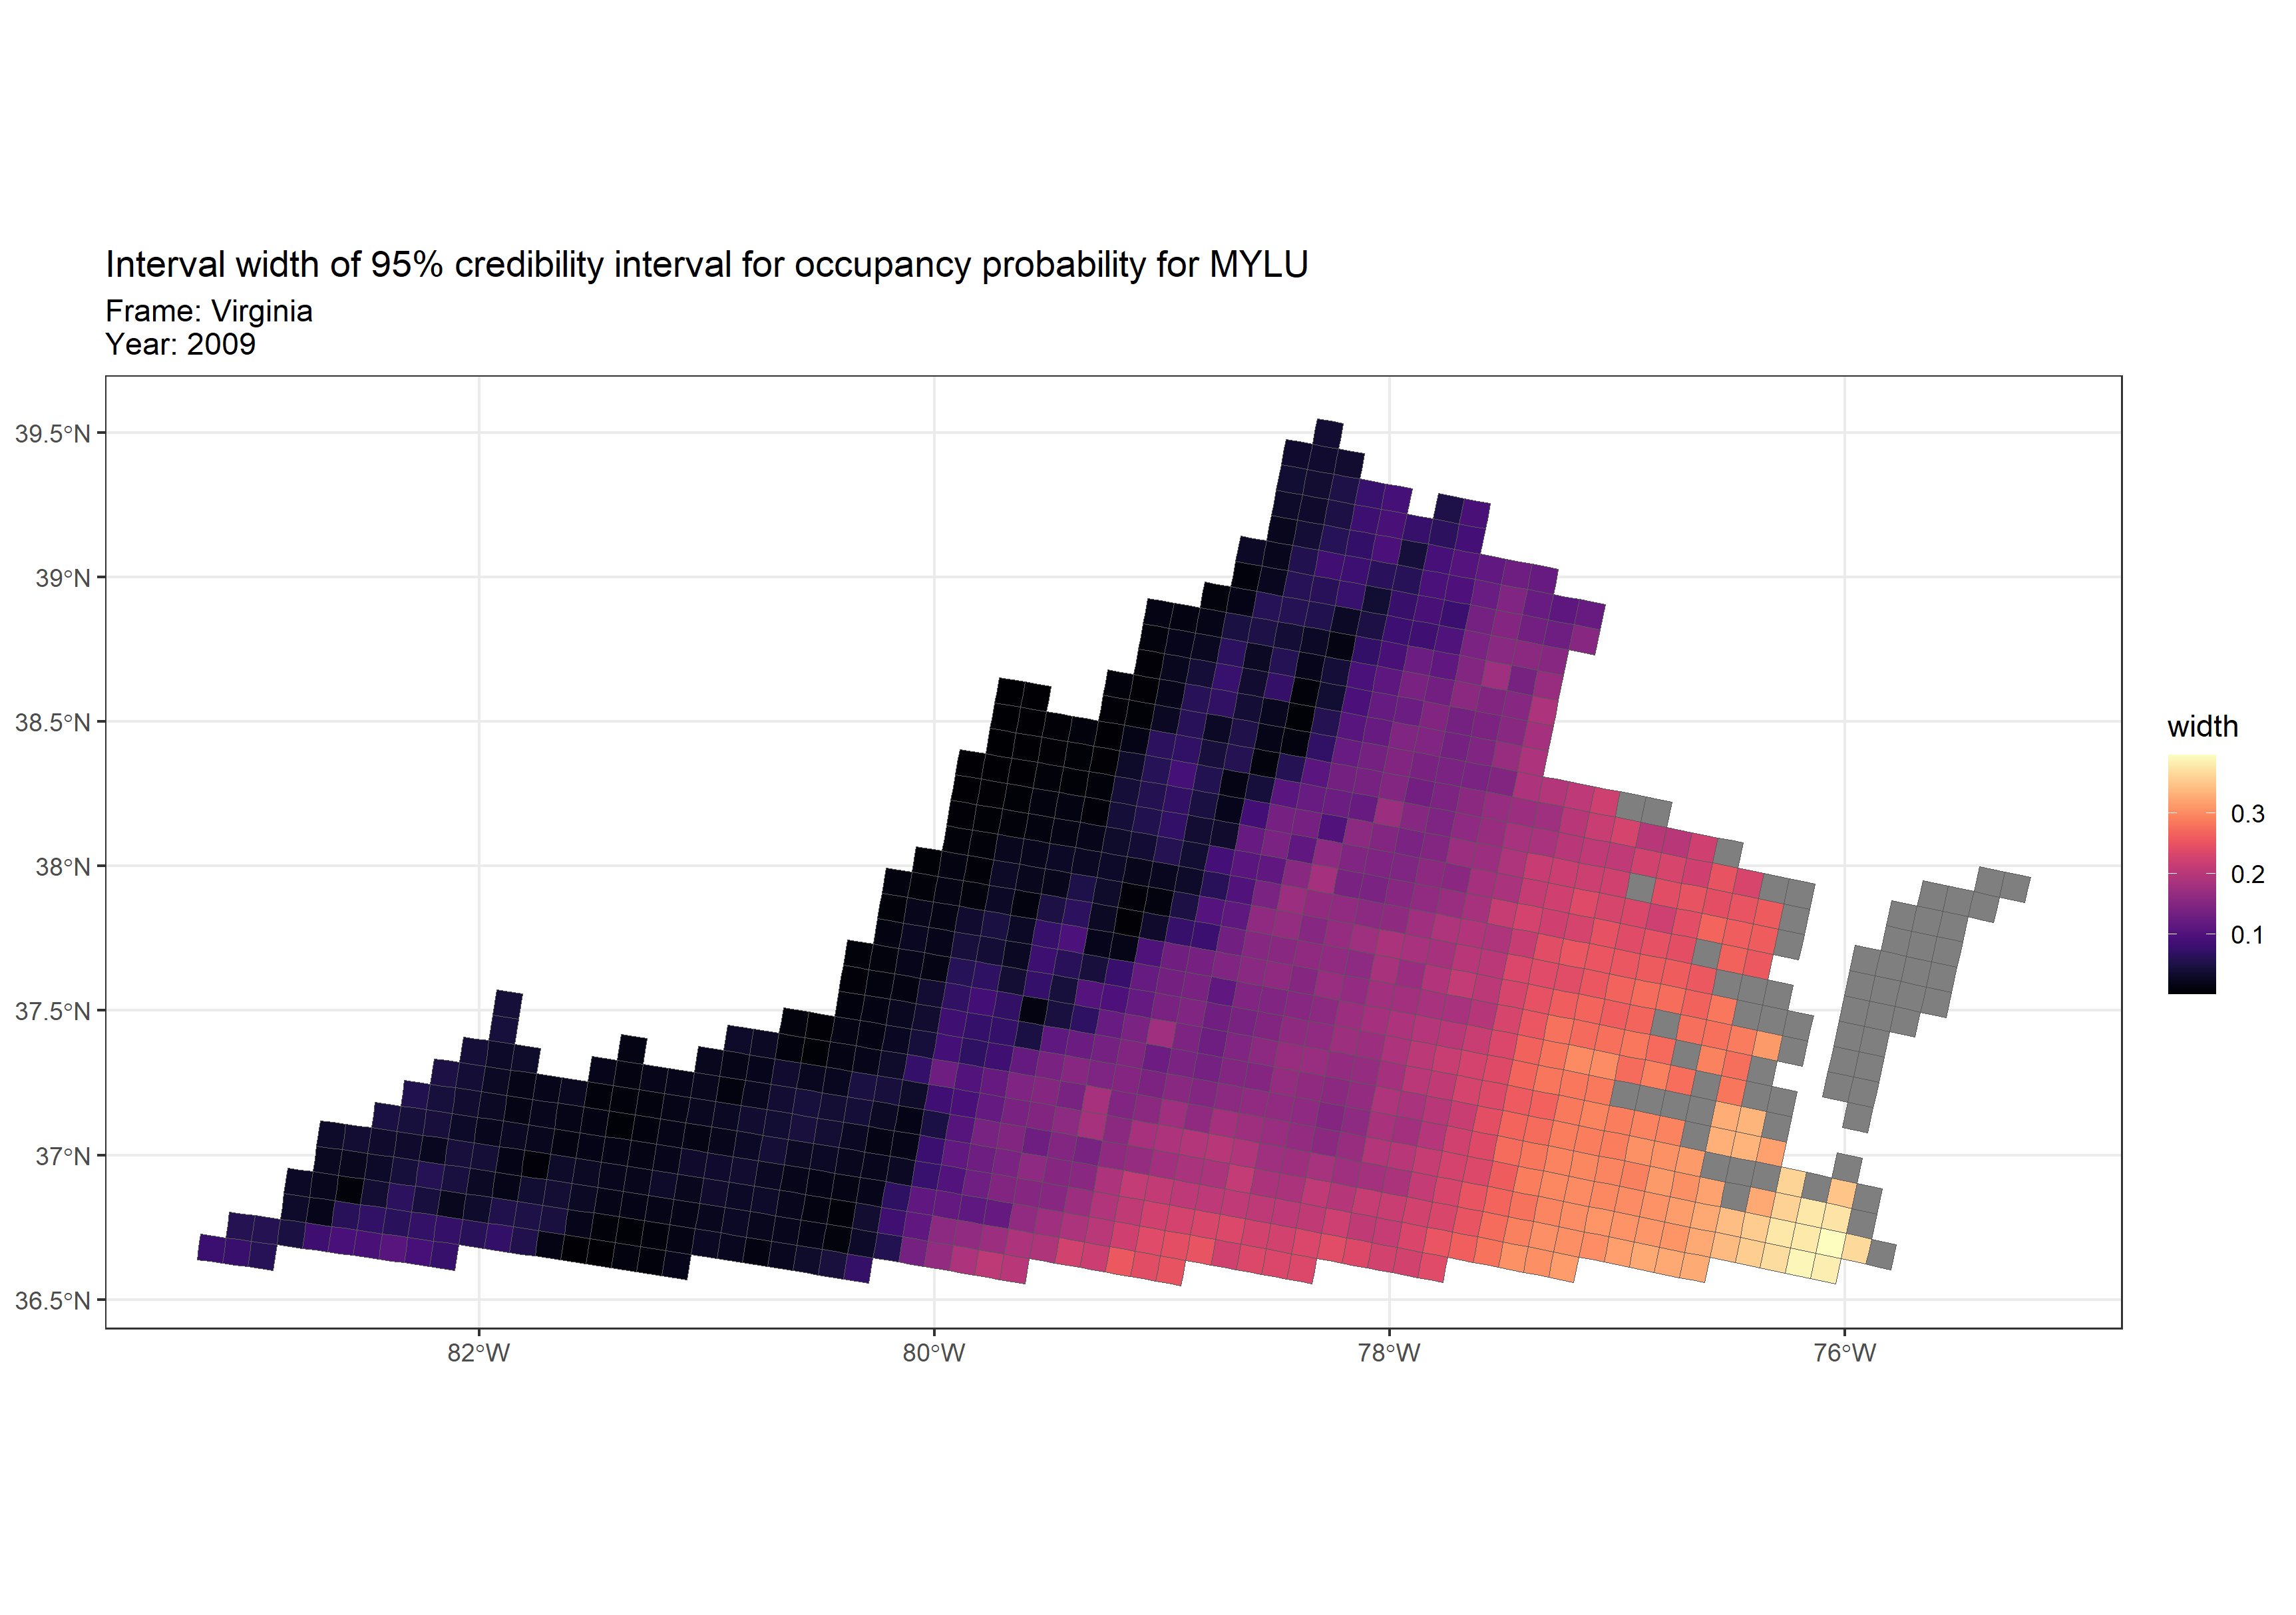 Interval width of 95% credibility interval for occupancy probability for MYLU
Frame: Virginia
Year: 2009
39.5°N
39°N
38.5°N
38°N
37.5°N
37°N
36.5°N
82°W
80°W
78°W
76°W
width
0.3
0.2
0.1